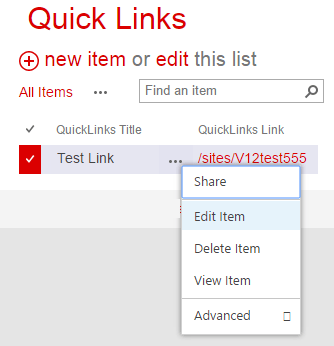 Quick Links
new item or edit this list
All Items ... Find an item
QuickLinks Title QuickLinks Link
Test Link ... /sites/V12test555
Share
Edit Item
Delete Item
View Item
Advanced